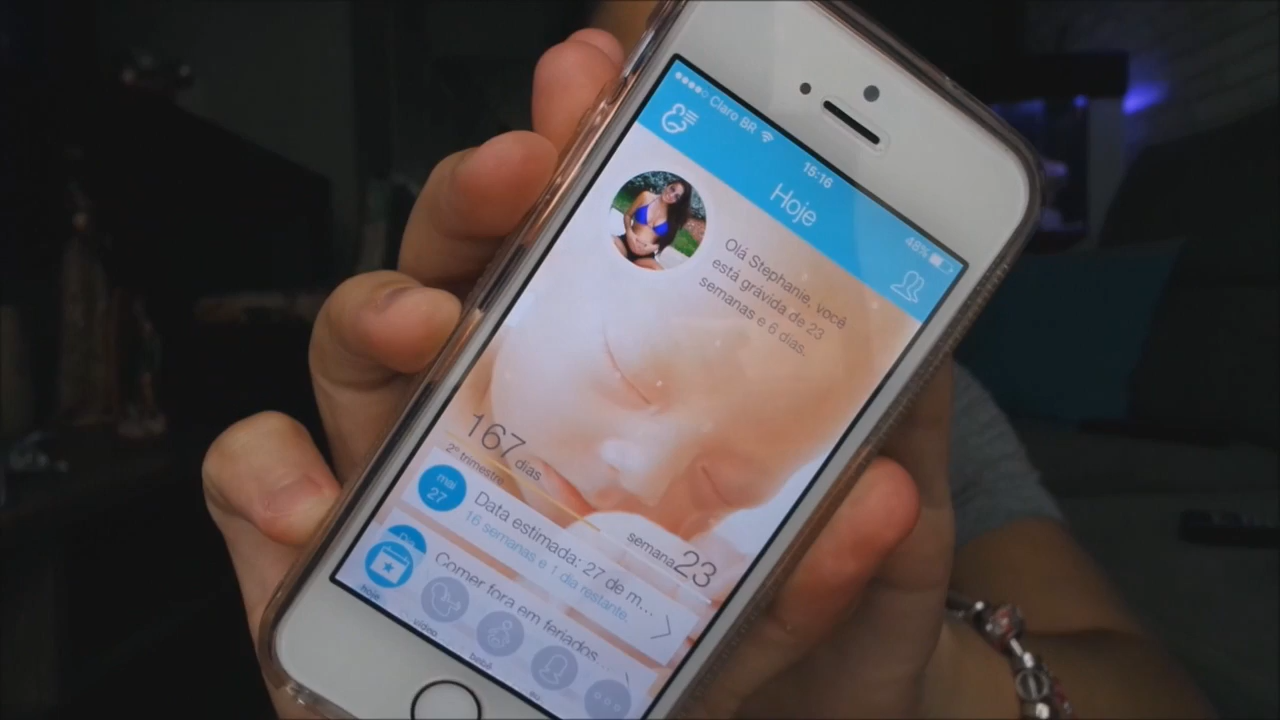 Claro BR
15:16
48%
Hoje
Olá Stephanie, você
está grávida de 23
semanas e 6 dias.
167 dias
2º trimestre
semana 23
mai
27
Data estimada: 27 de m...
16 semanas e 1 dia restante.
Dia
Comer fora em feriados...
hoje
vídeo
bebê
eu